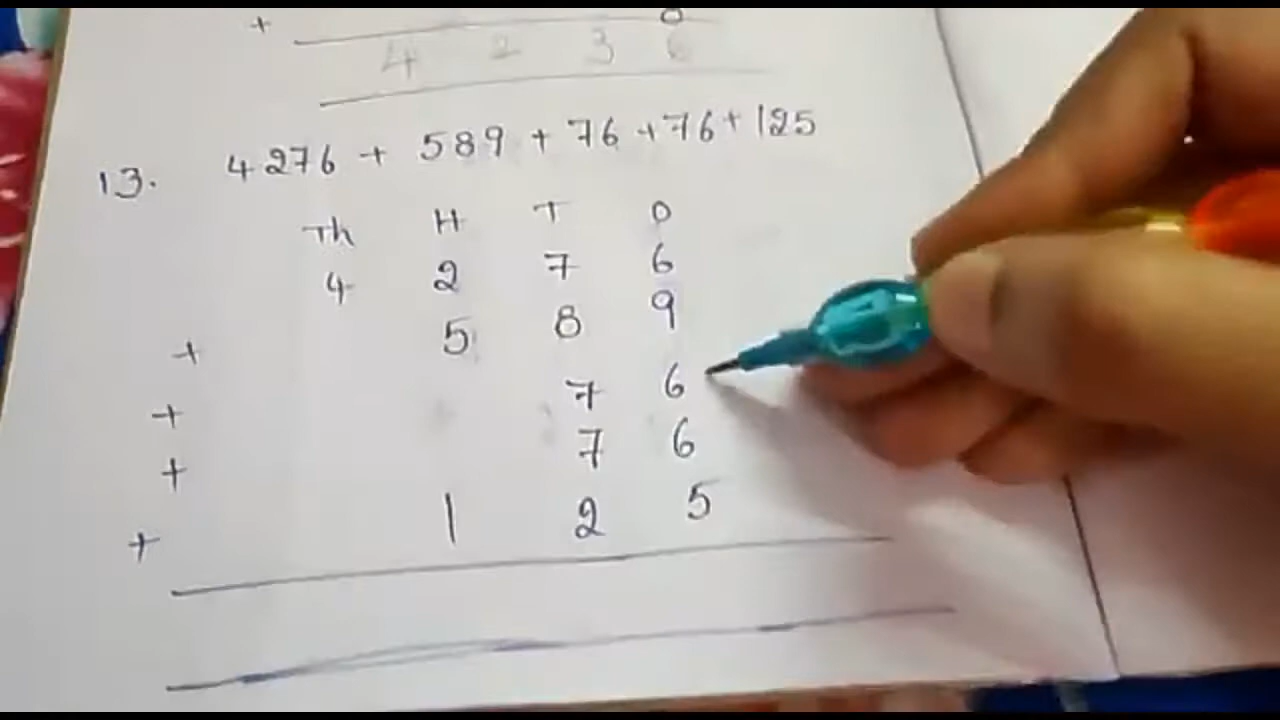 + 0
4 2 3 6
13. 4276 + 589 + 76 + 76 + 125
Th H T O
4 2 7 6
+ 5 8 9
+ 7 6
+ 7 6
+ 1 2 5